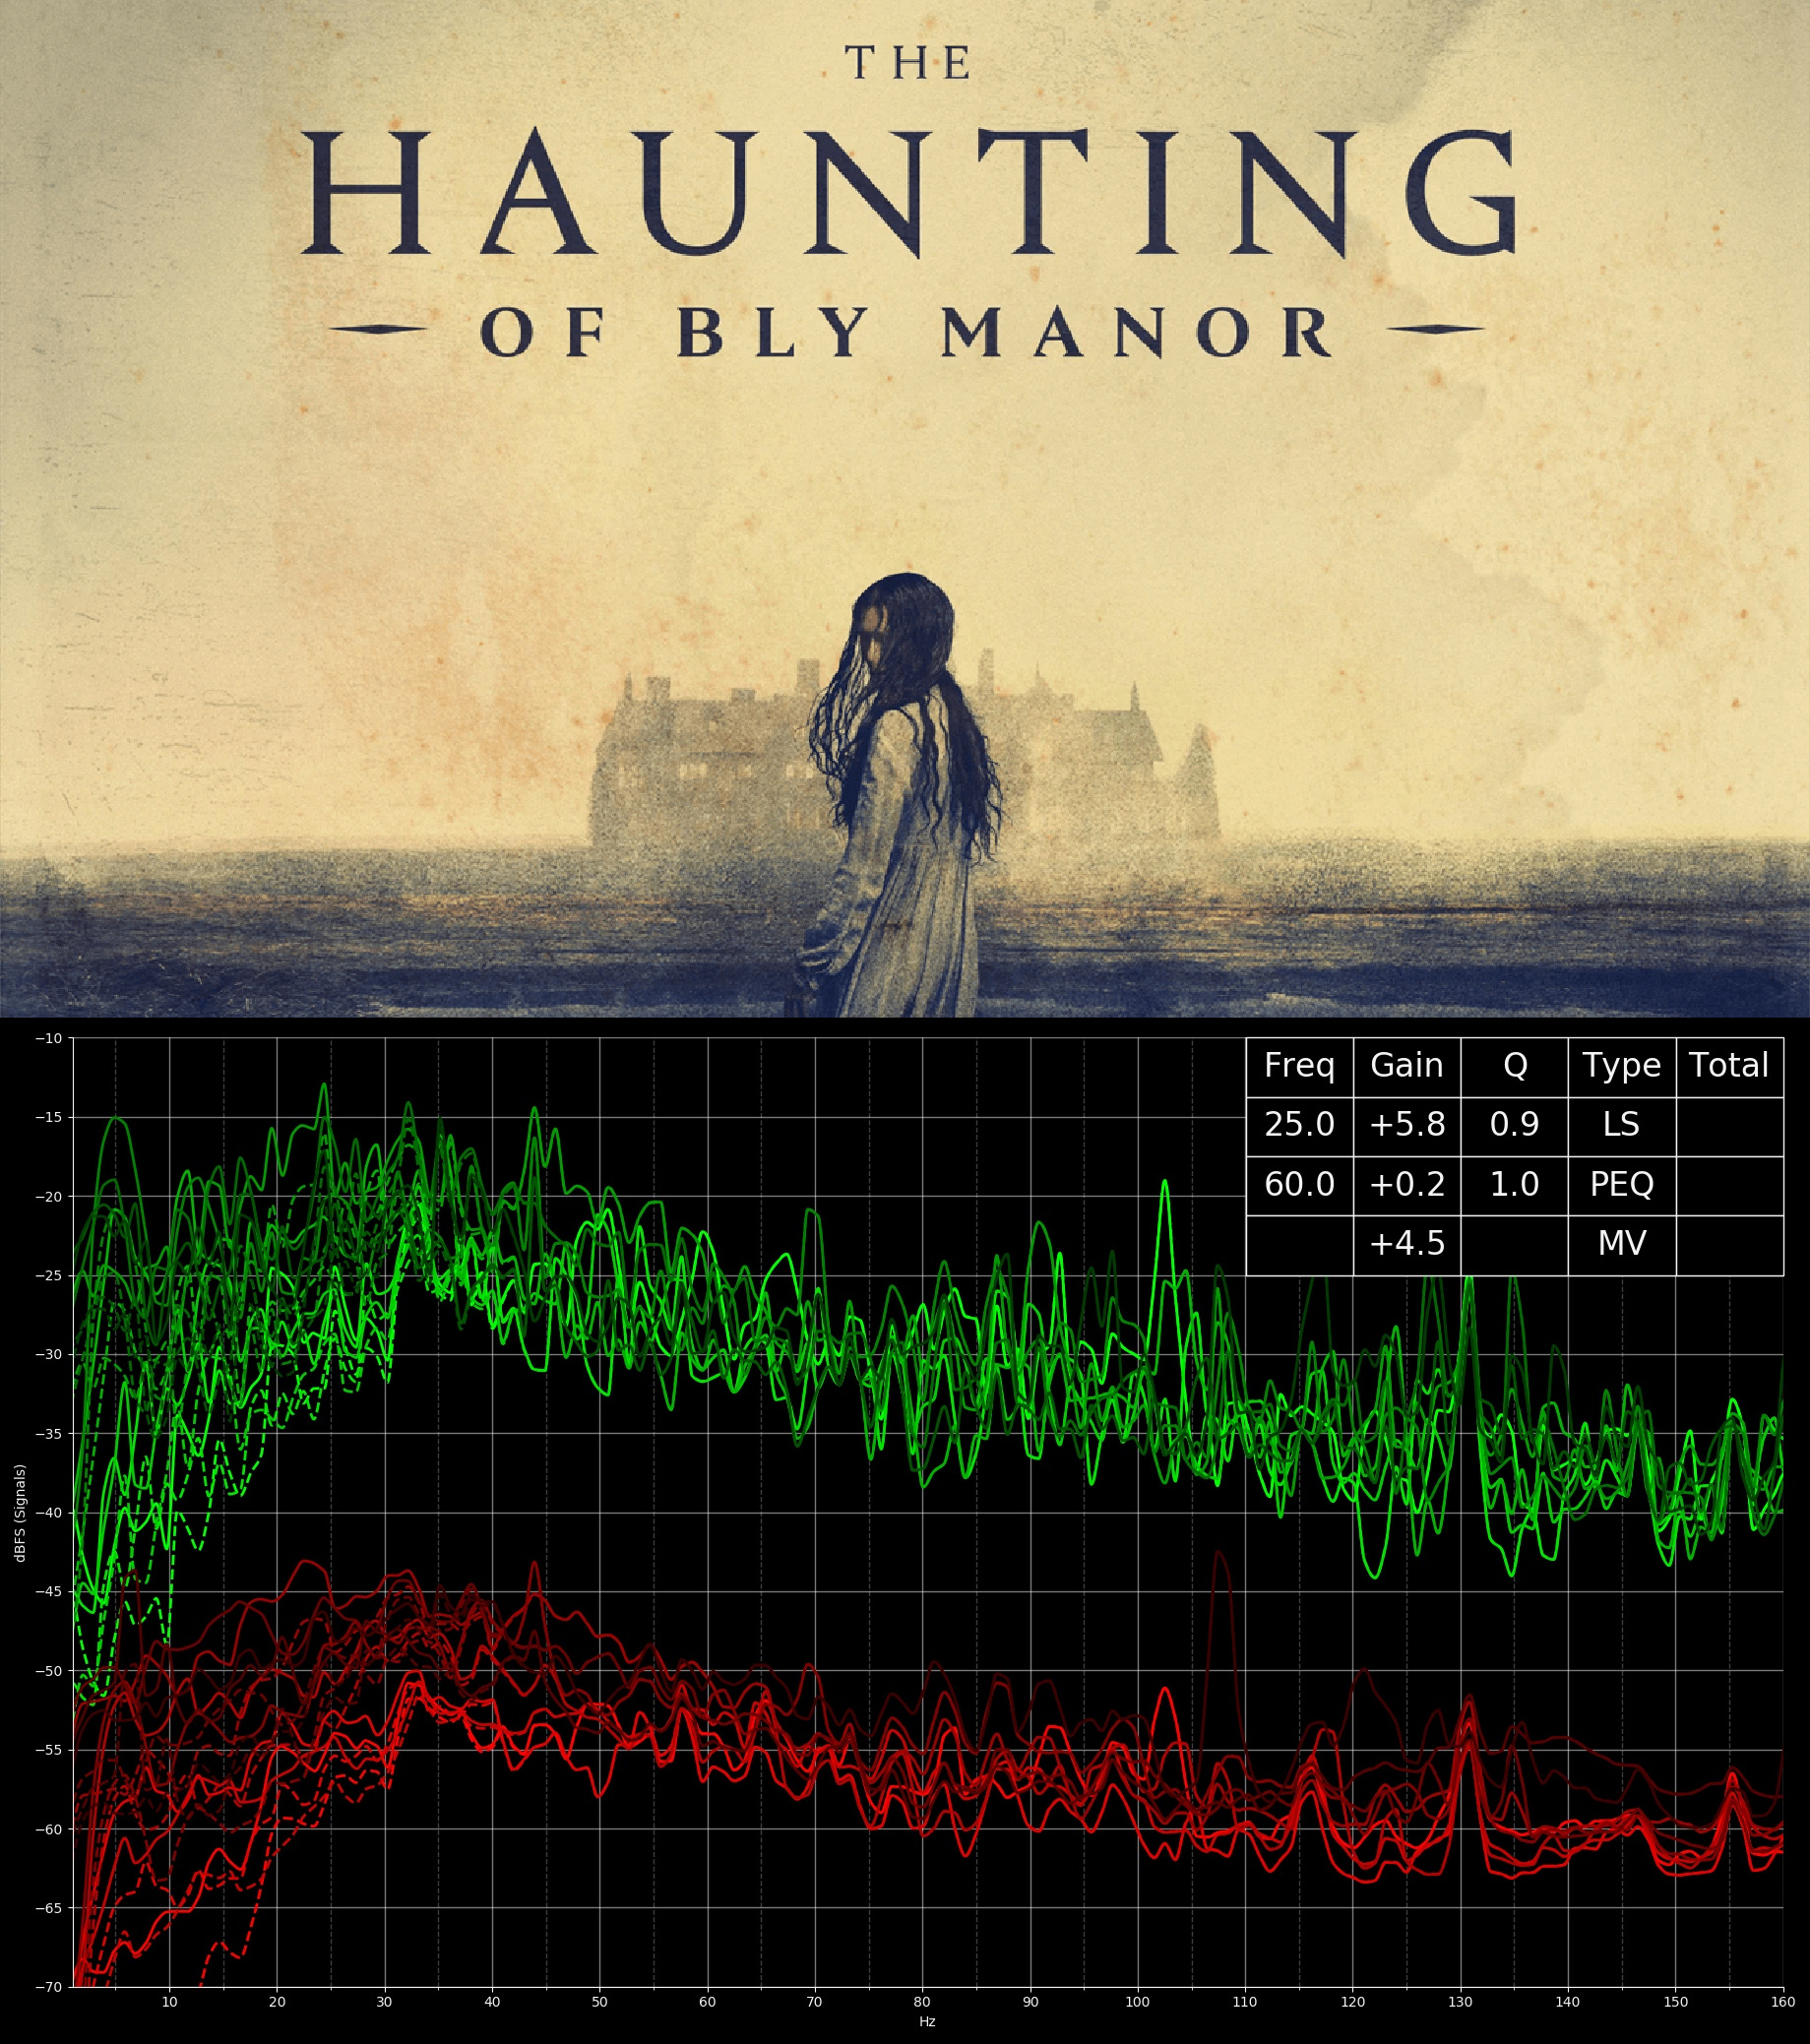 THE
HAUNTING
OF BLY MANOR
Freq Gain Q Type Total
25.0 +5.8 0.9 LS
60.0 +0.2 1.0 PEQ
+4.5 MV
−10
−15
−20
−25
−30
−35
−40
−45
−50
−55
−60
−65
−70
dBFS (Signals)
10 20 30 40 50 60 70 80 90 100 110 120 130 140 150 160
Hz